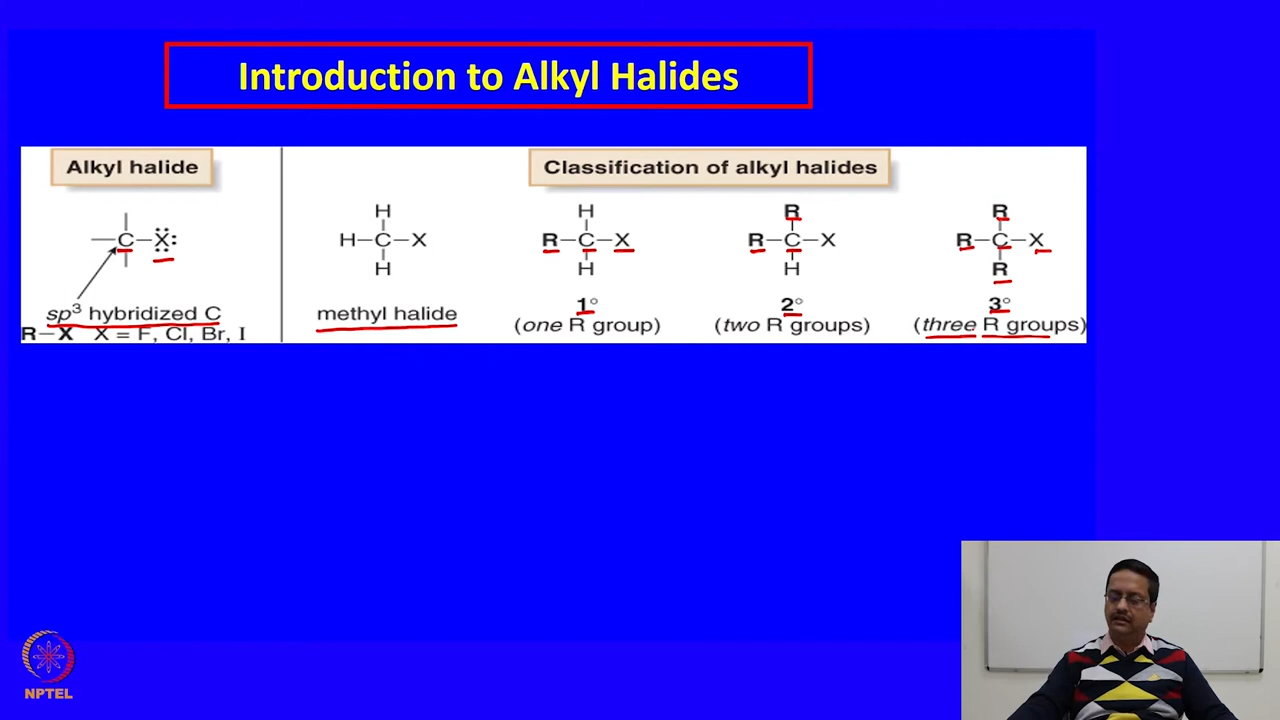 Introduction to Alkyl Halides
Alkyl halide
C–X
sp³ hybridized C
R–X X = F, Cl, Br, I
Classification of alkyl halides
H
H–C–X
H
methyl halide
H
R–C–X
H
1°
(one R group)
R
R–C–X
H
2°
(two R groups)
R
R–C–X
R
3°
(three R groups)
NPTEL